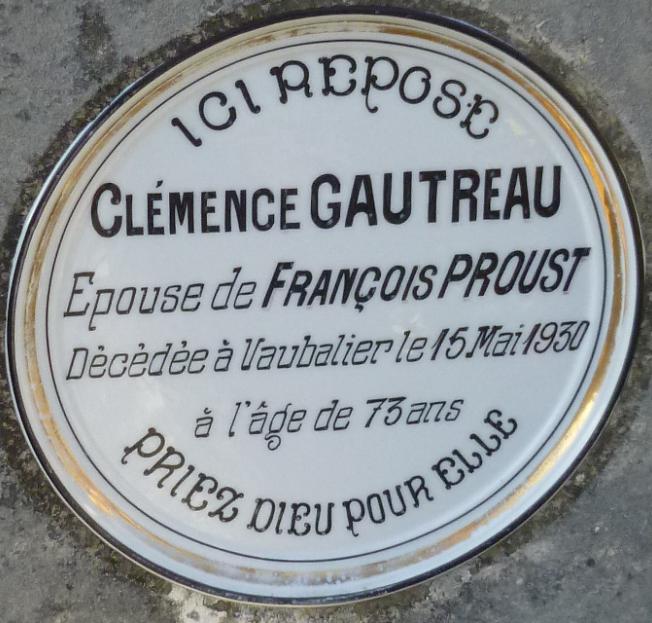 ICI REPOSE
CLÉMENCE GAUTREAU
Epouse de FRANÇOIS PROUST
Dècèdèe à Vaubalier le 15 Mai 1930
à l'âge de 73 ans
PRIEZ DIEU POUR ELLE